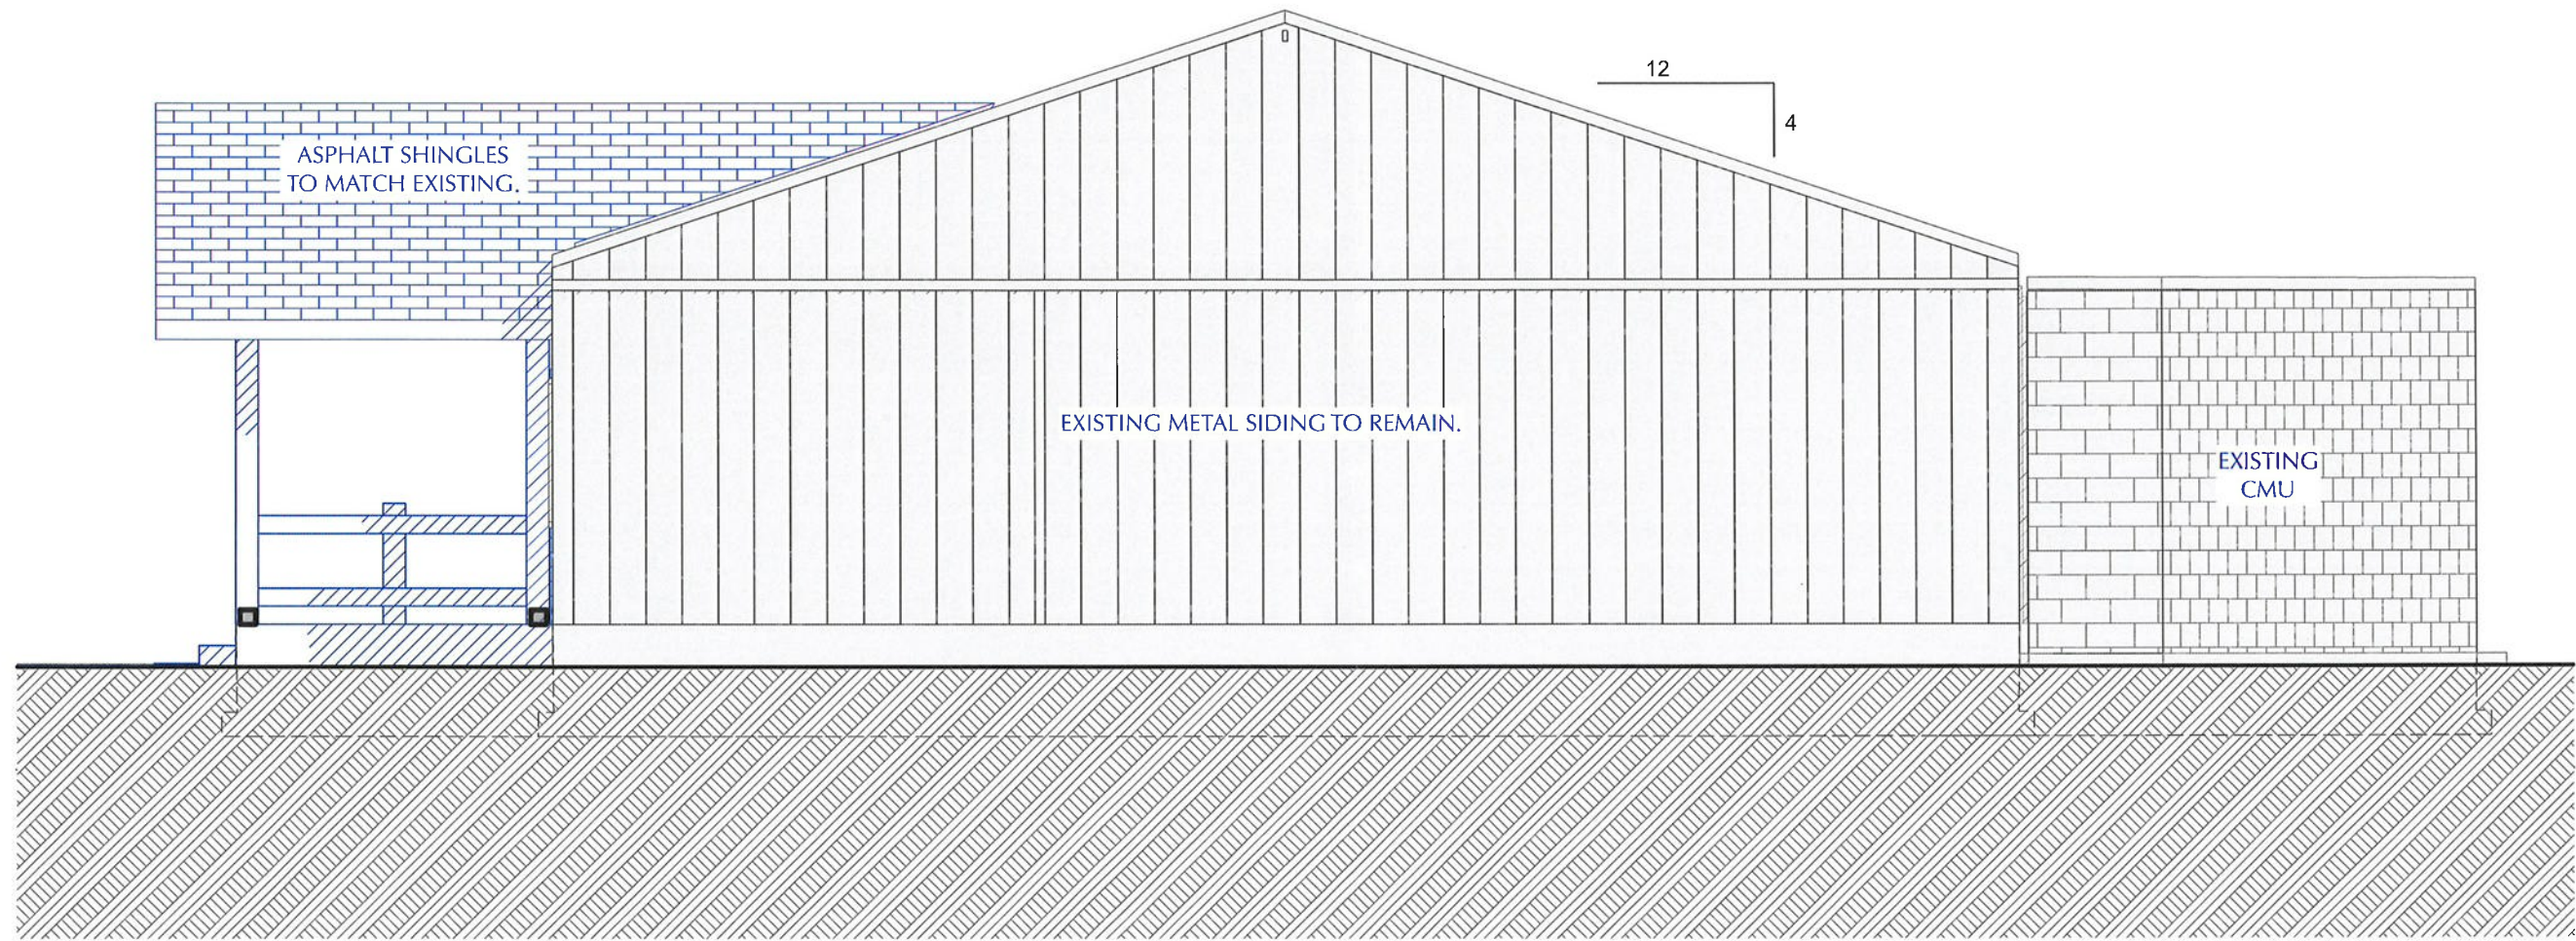 12
4
ASPHALT SHINGLES
TO MATCH EXISTING.
EXISTING METAL SIDING TO REMAIN.
EXISTING
CMU